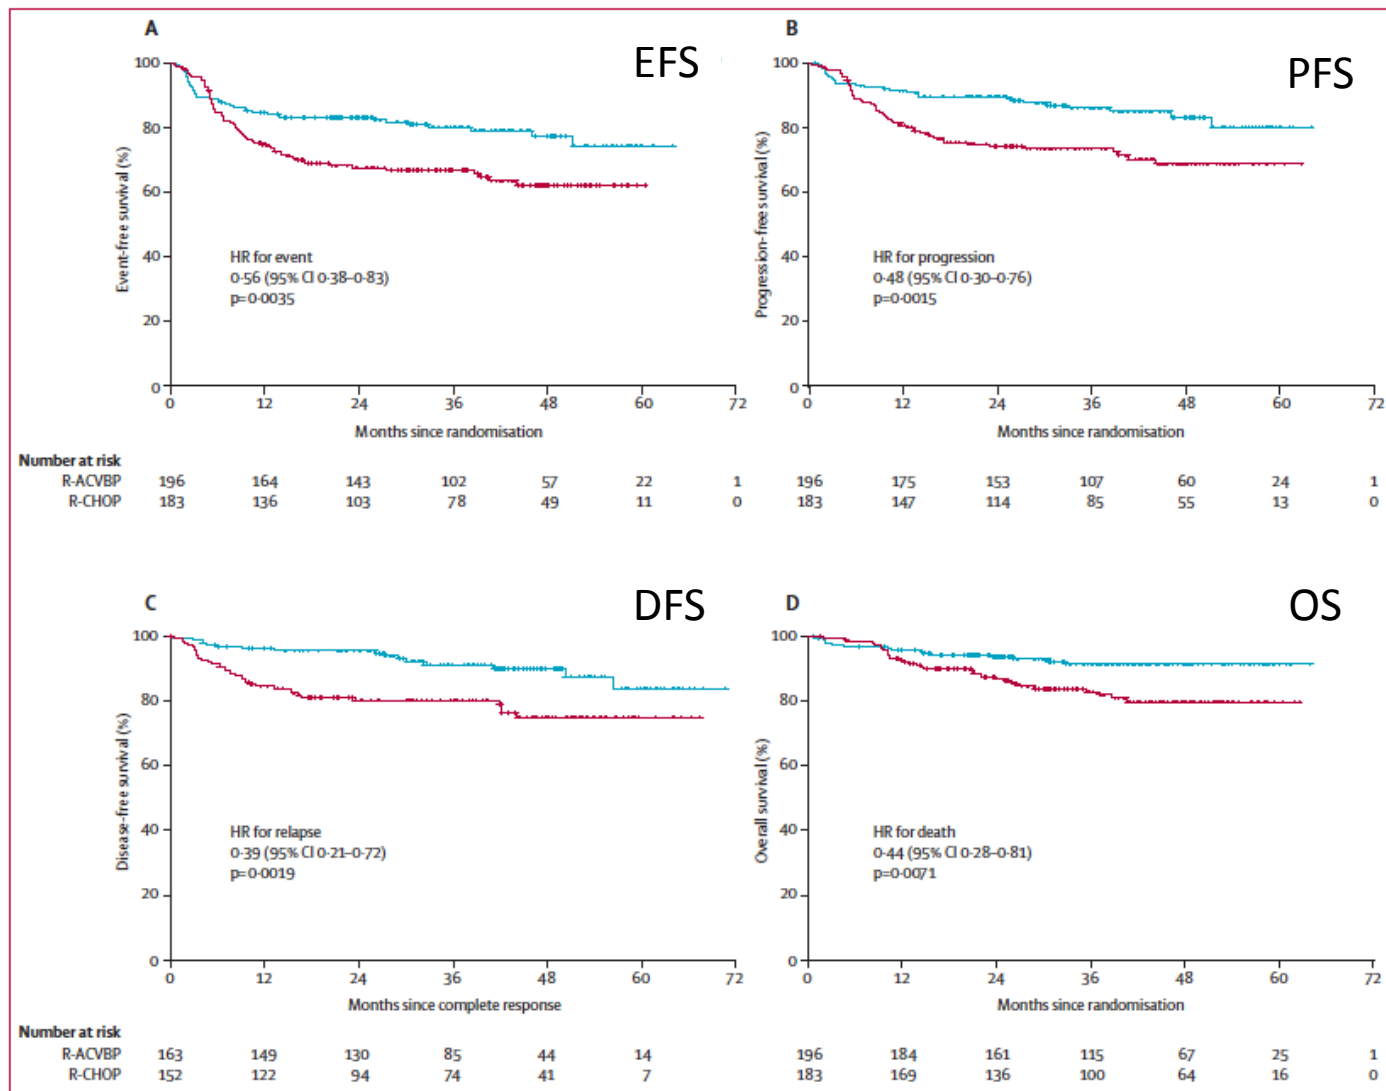 A
EFS
100
80
60
40
20
0
Event-free survival (%)
HR for event
0·56 (95% CI 0·38–0·83)
p=0·0035
0 12 24 36 48 60 72
Months since randomisation
Number at risk
R-ACVBP 196 164 143 102 57 22 1
R-CHOP 183 136 103 78 49 11 0
B
PFS
100
80
60
40
20
0
Progression-free survival (%)
HR for progression
0·48 (95% CI 0·30–0·76)
p=0·0015
0 12 24 36 48 60 72
Months since randomisation
196 175 153 107 60 24 1
183 147 114 85 55 13 0
C
DFS
100
80
60
40
20
0
Disease-free survival (%)
HR for relapse
0·39 (95% CI 0·21–0·72)
p=0·0019
0 12 24 36 48 60 72
Months since complete response
Number at risk
R-ACVBP 163 149 130 85 44 14
R-CHOP 152 122 94 74 41 7
D
OS
100
80
60
40
20
0
Overall survival (%)
HR for death
0·44 (95% CI 0·28–0·81)
p=0·0071
0 12 24 36 48 60 72
Months since randomisation
196 184 161 115 67 25 1
183 169 136 100 64 16 0